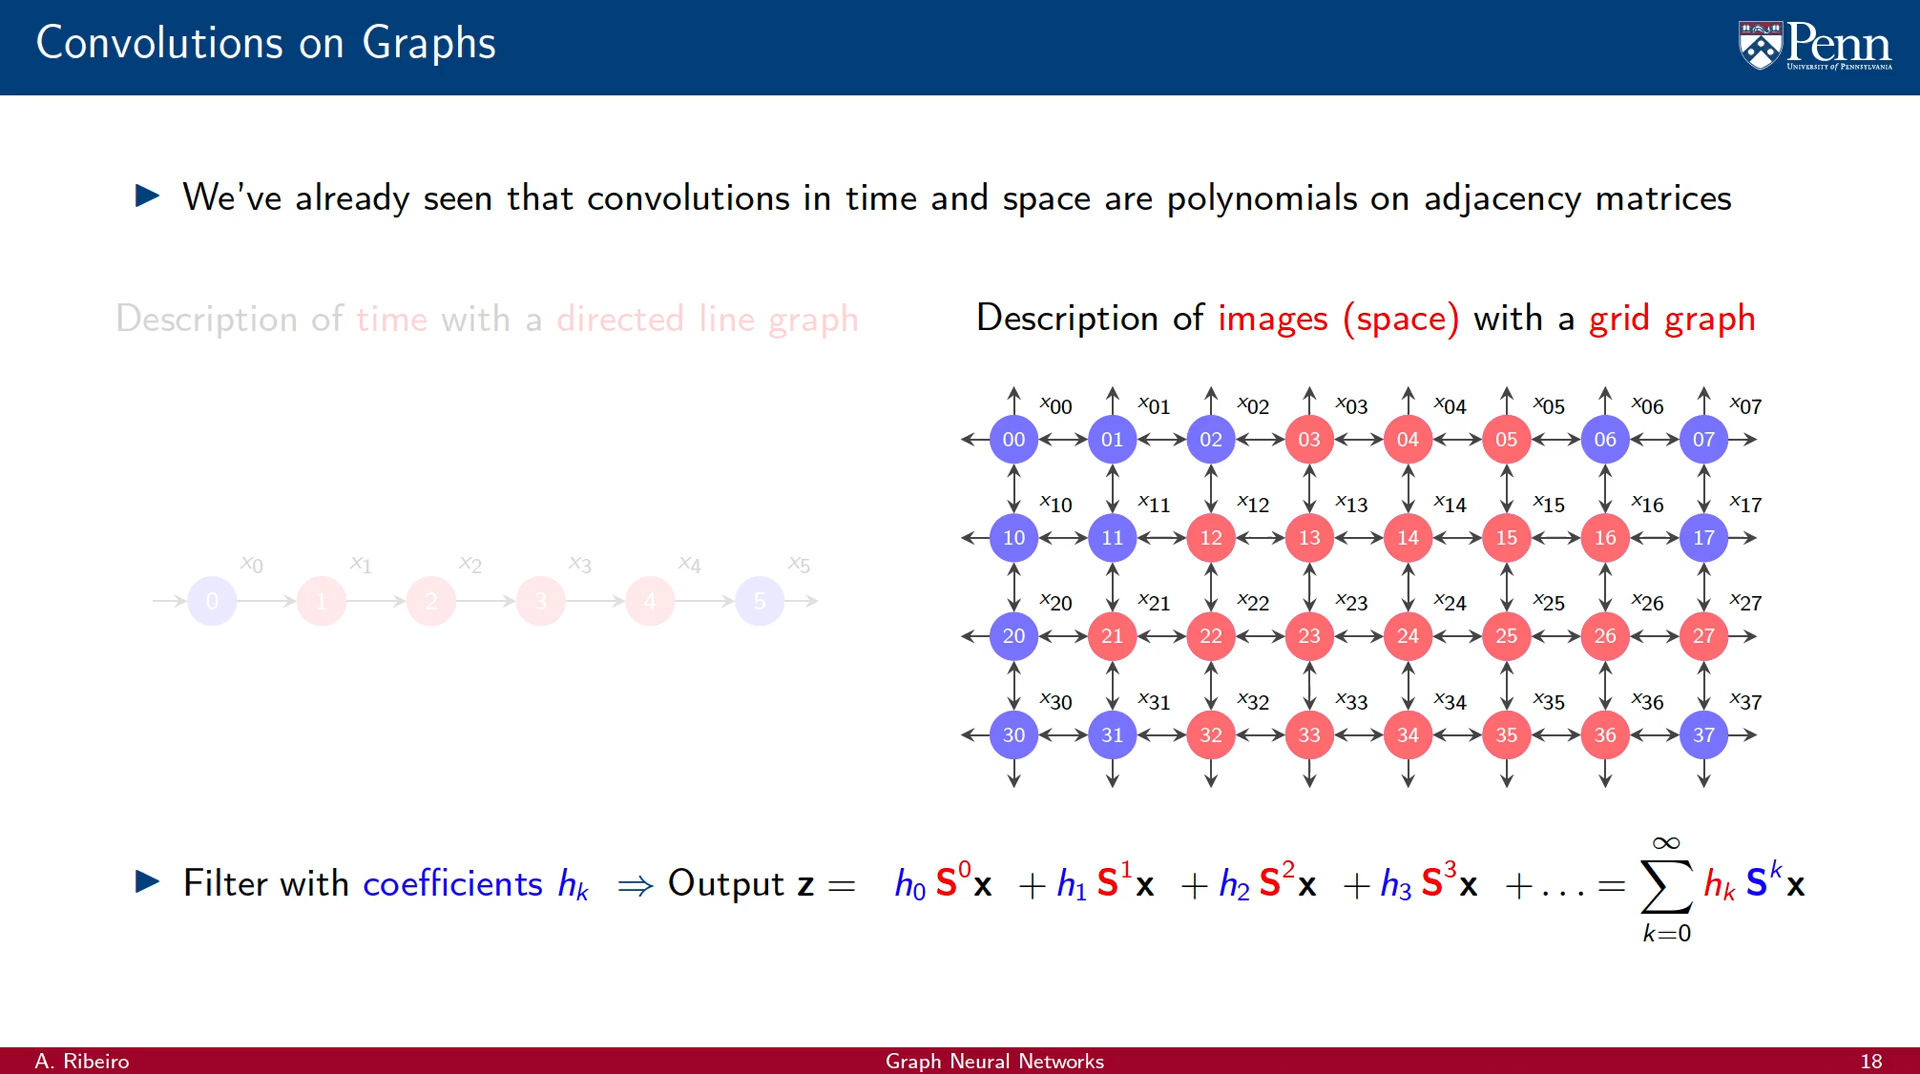 Convolutions on Graphs
Penn
University of Pennsylvania
▶ We’ve already seen that convolutions in time and space are polynomials on adjacency matrices
Description of time with a directed line graph
x0 x1 x2 x3 x4 x5
0 1 2 3 4 5
Description of images (space) with a grid graph
x00 x01 x02 x03 x04 x05 x06 x07
00 01 02 03 04 05 06 07
x10 x11 x12 x13 x14 x15 x16 x17
10 11 12 13 14 15 16 17
x20 x21 x22 x23 x24 x25 x26 x27
20 21 22 23 24 25 26 27
x30 x31 x32 x33 x34 x35 x36 x37
30 31 32 33 34 35 36 37
▶ Filter with coefficients hₖ ⇒ Output z = h₀ S⁰x + h₁ S¹x + h₂ S²x + h₃ S³x + . . . = ∑_{k=0}^{∞} hₖ Sᵏx
A. Ribeiro
Graph Neural Networks
18